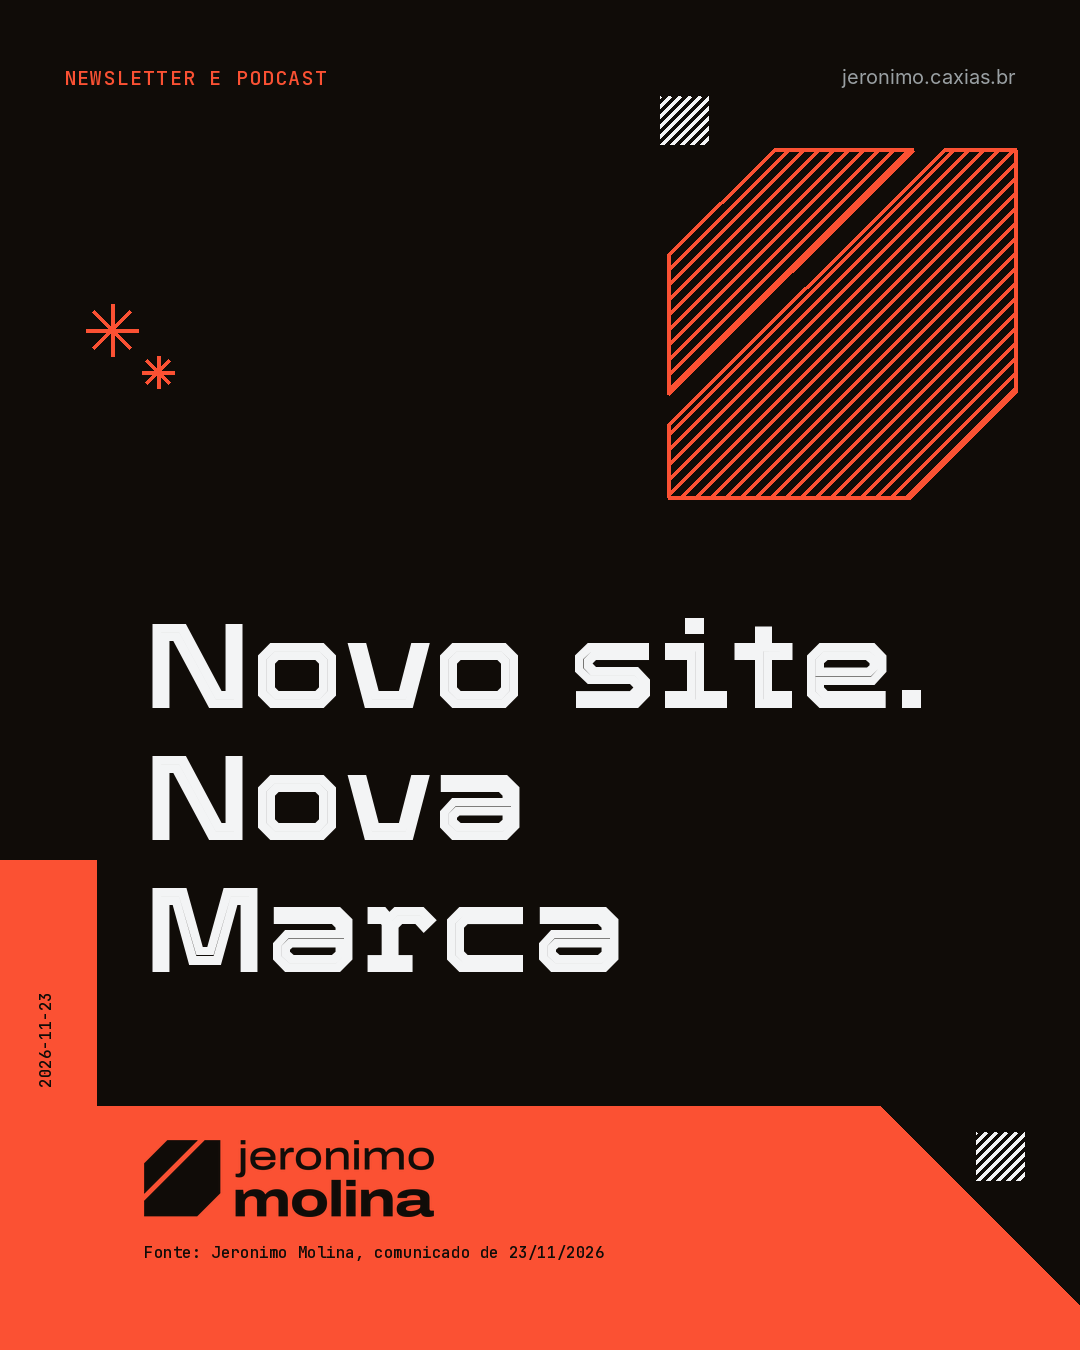 NEWSLETTER E PODCAST
jeronimo.caxias.br
Novo site.
Nova
Marca
2026-11-23
jeronimo
molina
Fonte: Jeronimo Molina, comunicado de 23/11/2026